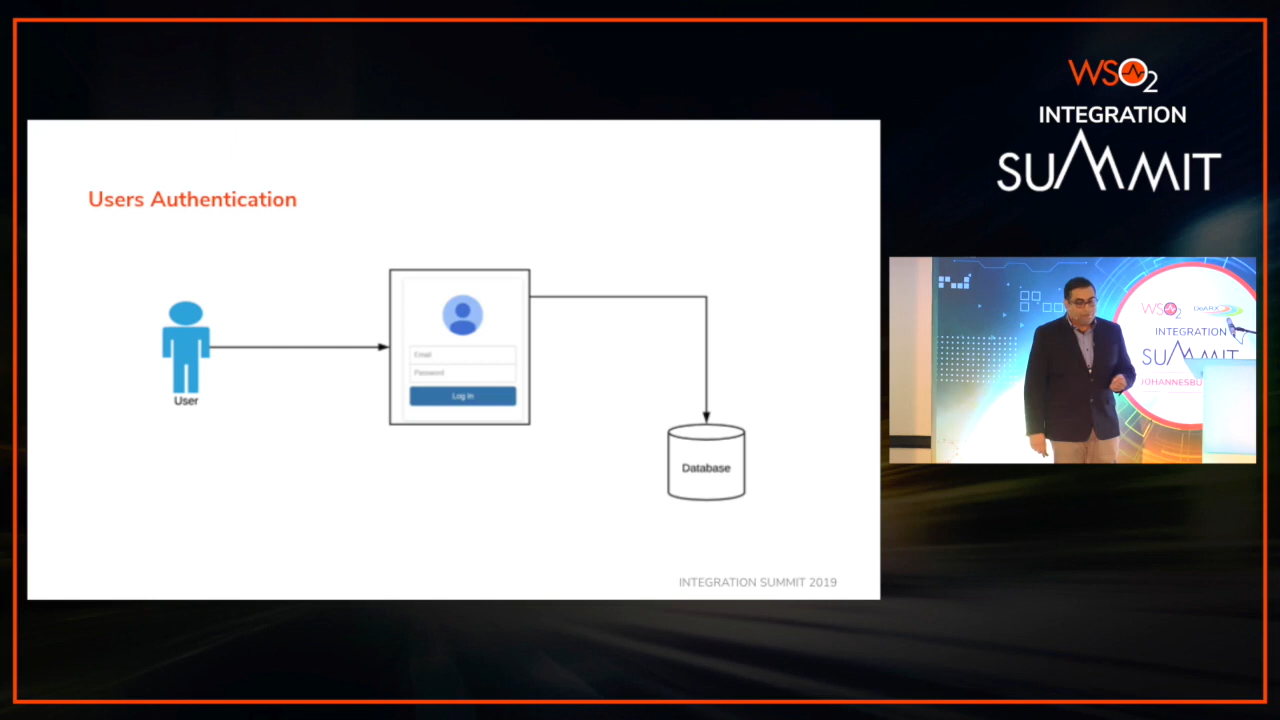 WSO2
INTEGRATION
SUMMIT
Users Authentication
Email
Password
Log In
User
Database
INTEGRATION SUMMIT 2019
WSO2
INTEGRATION
SUMMIT